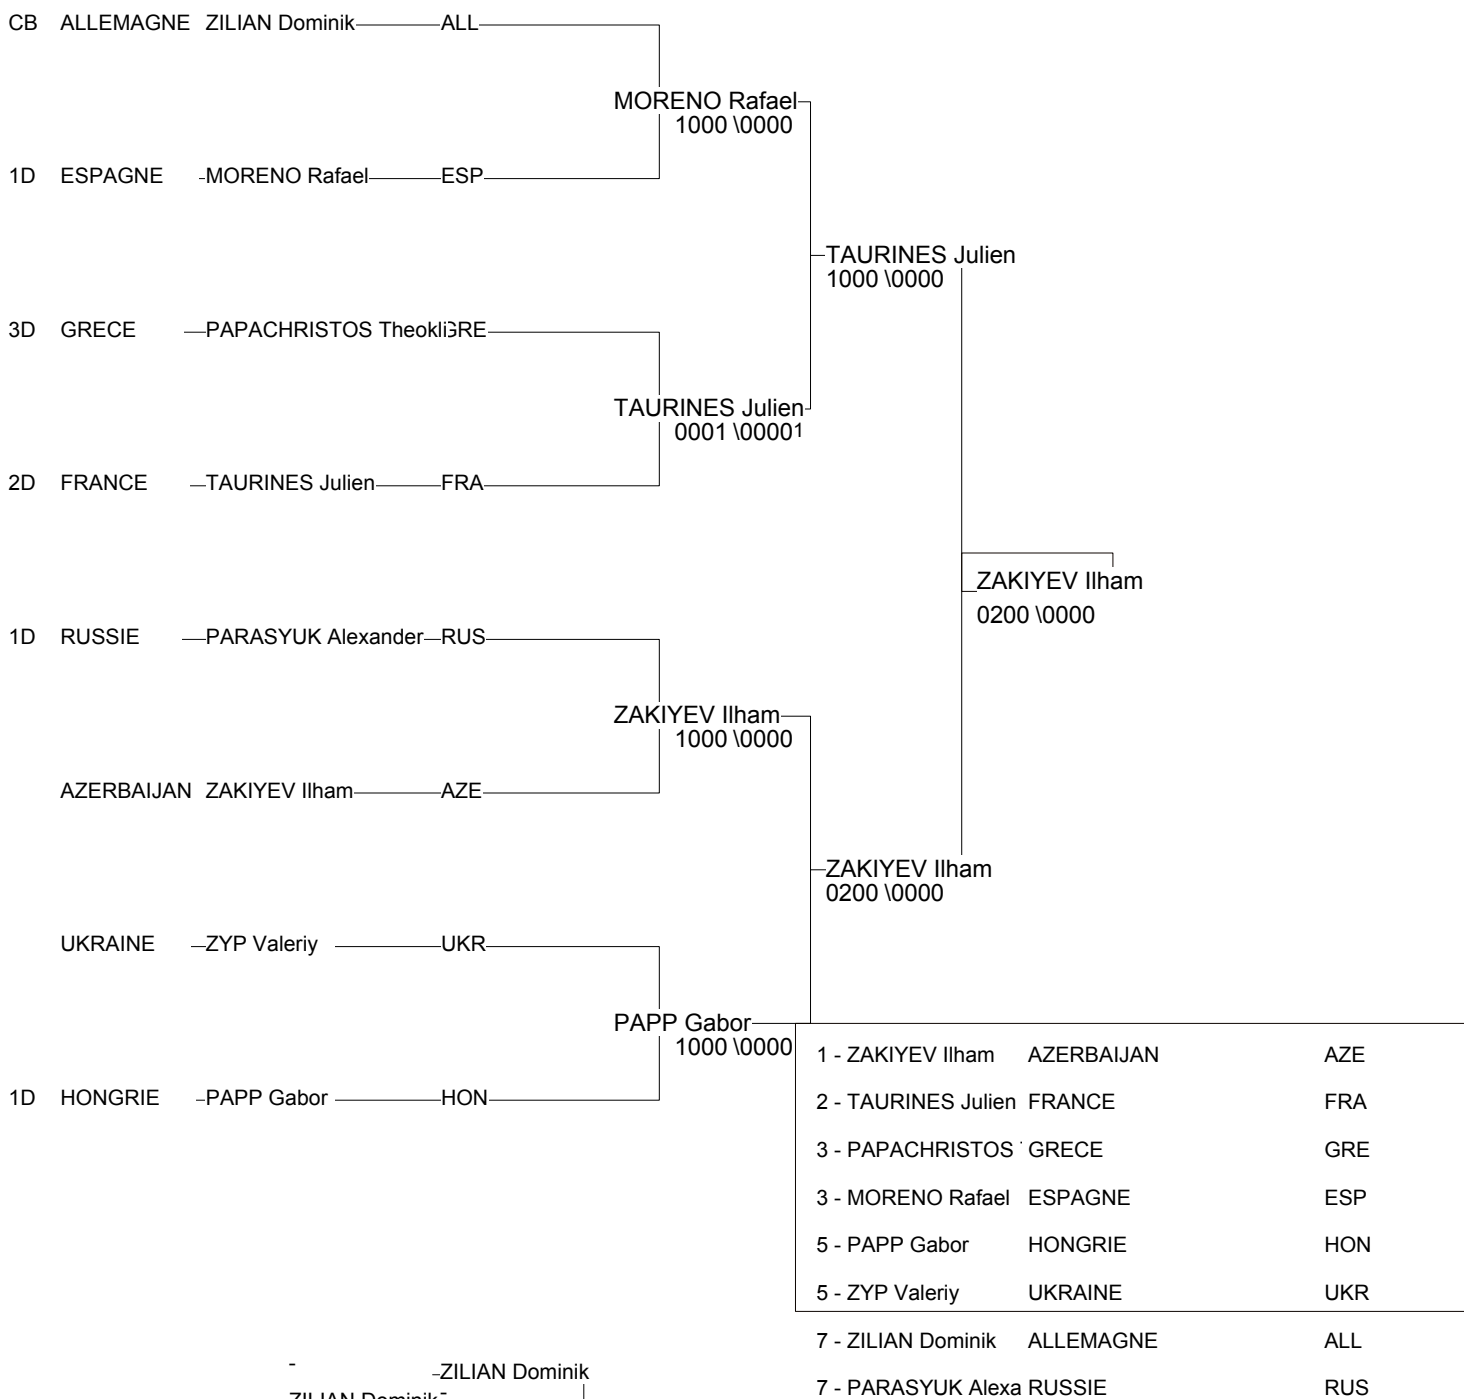 CB ALLEMAGNE ZILIAN Dominik ALL
MORENO Rafael
1000 \0000
1D ESPAGNE -MORENO Rafael ESP
TAURINES Julien
1000 \0000
3D GRECE PAPACHRISTOS Theokli GRE
TAURINES Julien
0001 \00001
2D FRANCE TAURINES Julien FRA
ZAKIYEV Ilham
0200 \0000
1D RUSSIE PARASYUK Alexander RUS
ZAKIYEV Ilham
1000 \0000
AZERBAIJAN ZAKIYEV Ilham AZE
ZAKIYEV Ilham
0200 \0000
UKRAINE ZYP Valeriy UKR
PAPP Gabor
1000 \0000
1D HONGRIE -PAPP Gabor HON
1 - ZAKIYEV Ilham AZERBAIJAN AZE
2 - TAURINES Julien FRANCE FRA
3 - PAPACHRISTOS GRECE GRE
3 - MORENO Rafael ESPAGNE ESP
5 - PAPP Gabor HONGRIE HON
5 - ZYP Valeriy UKRAINE UKR
7 - ZILIAN Dominik ALLEMAGNE ALL
7 - PARASYUK Alexa RUSSIE RUS
- -ZILIAN Dominik
ZILIAN Dominik -